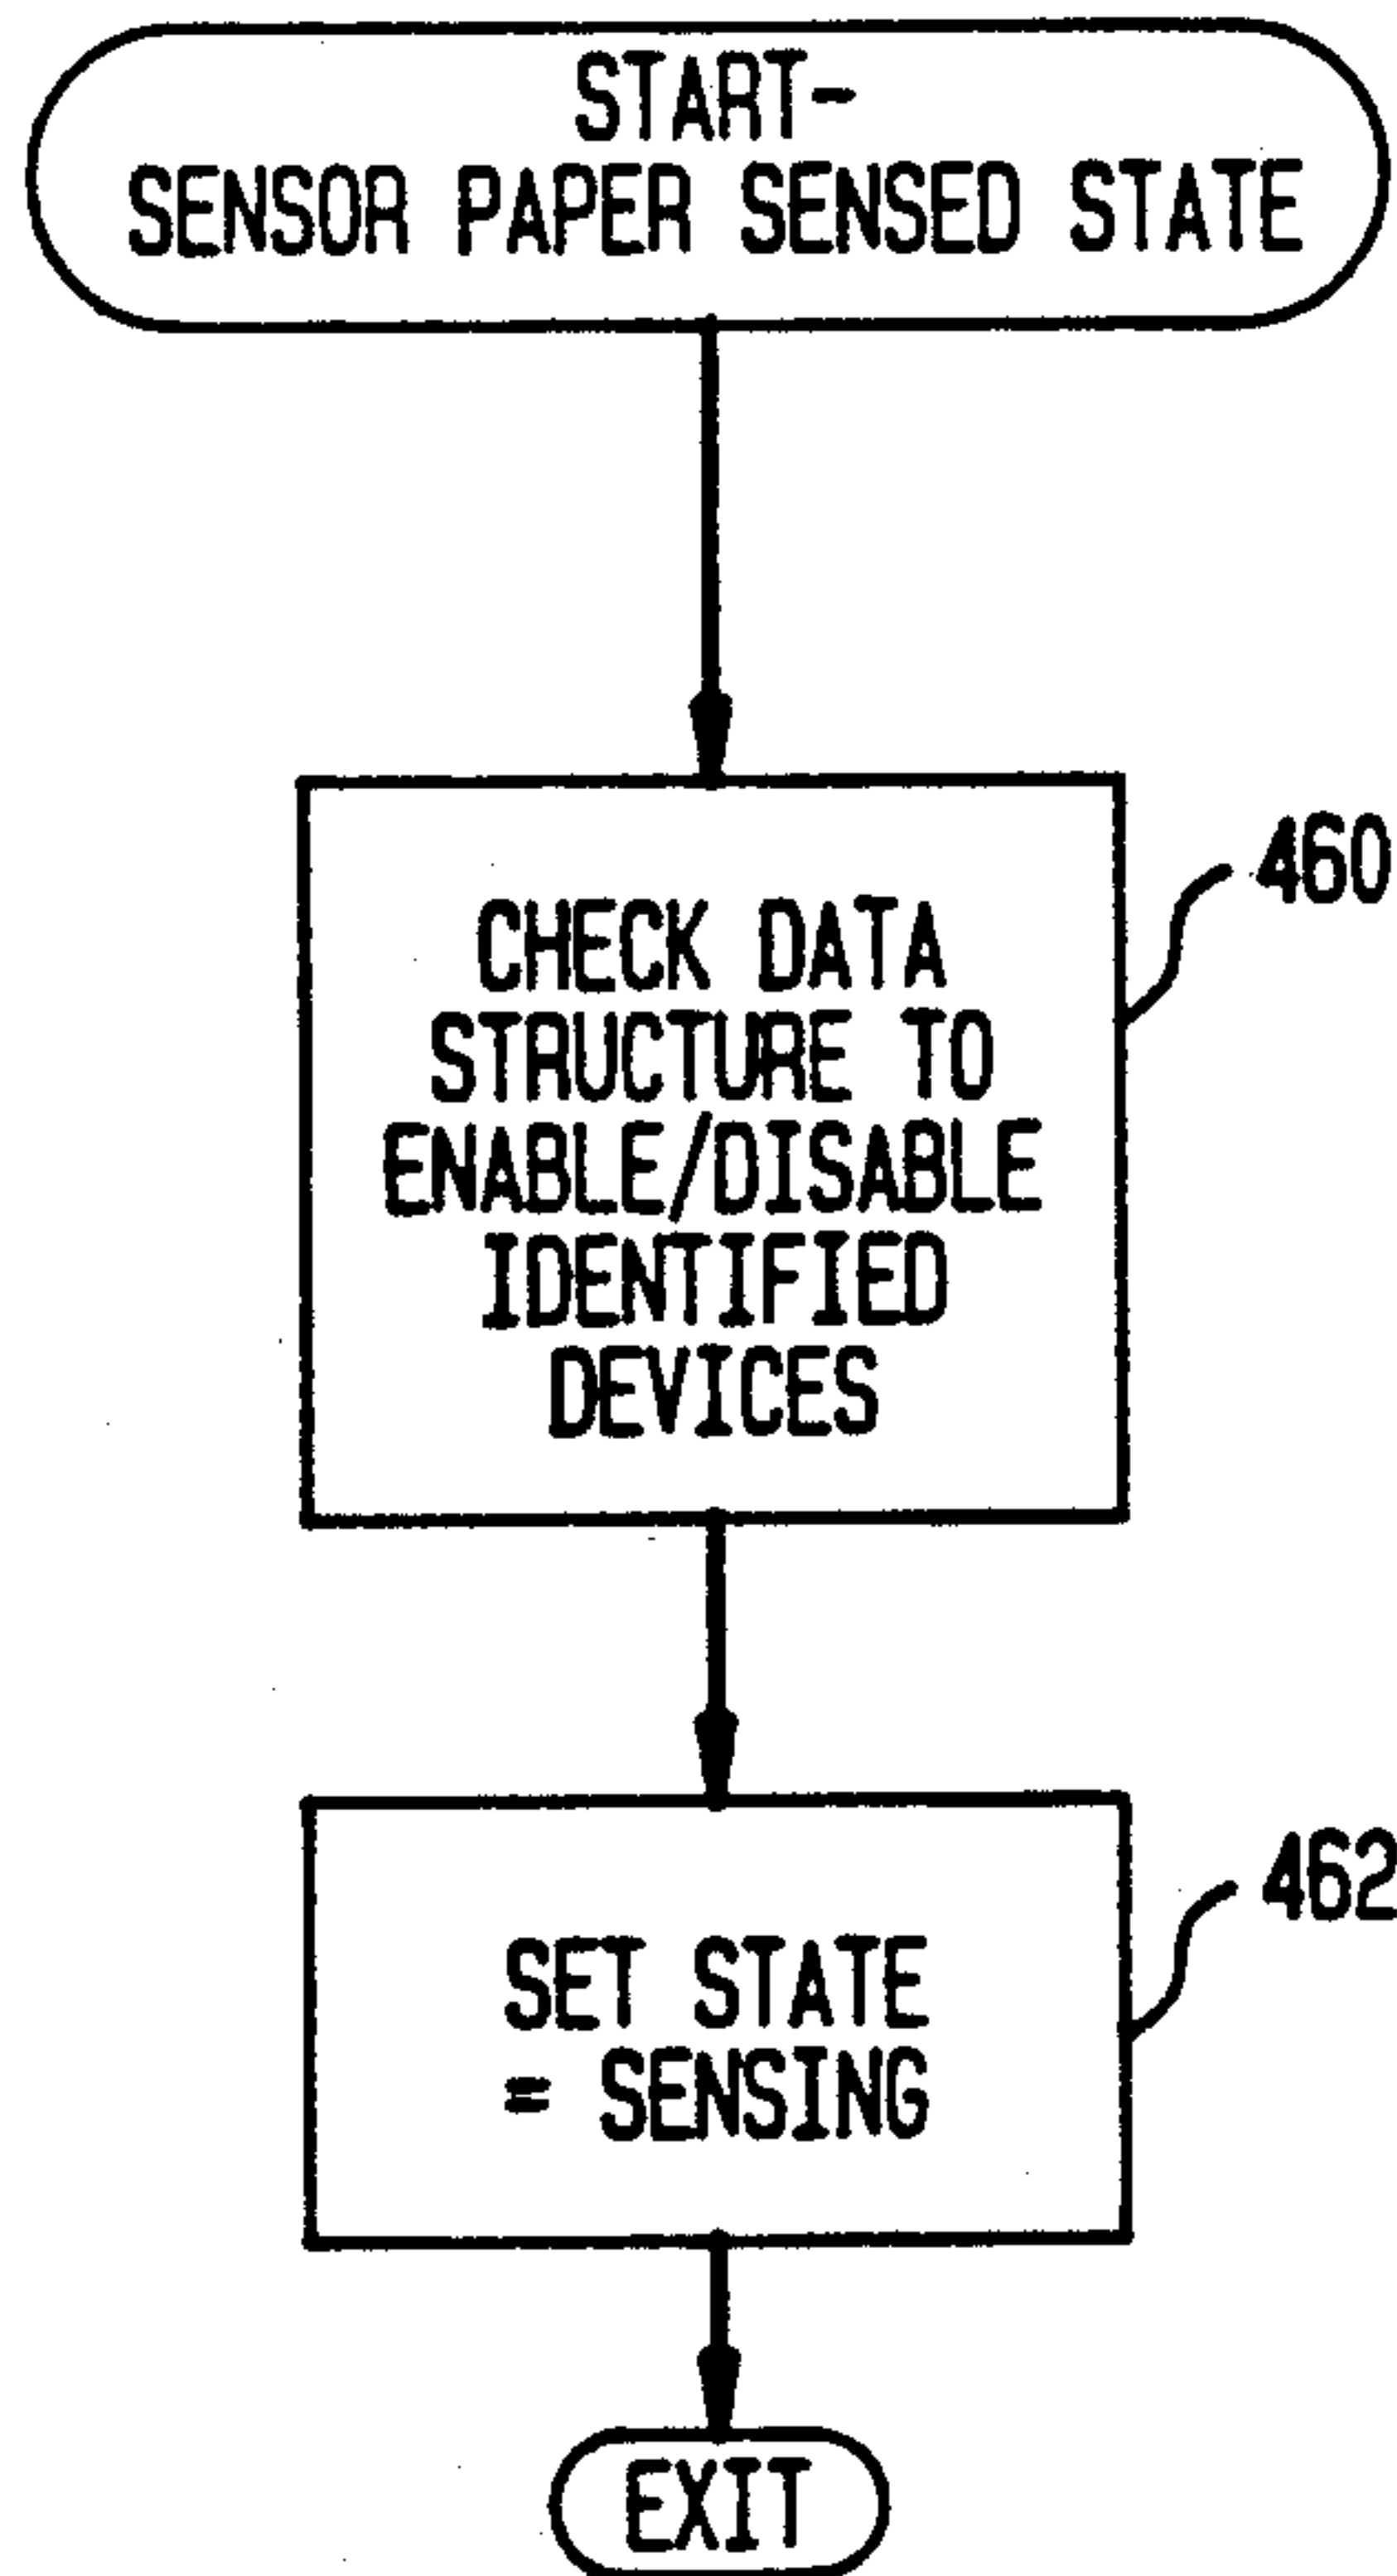 START-
SENSOR PAPER SENSED STATE
460
CHECK DATA
STRUCTURE TO
ENABLE/DISABLE
IDENTIFIED
DEVICES
462
SET STATE
= SENSING
EXIT